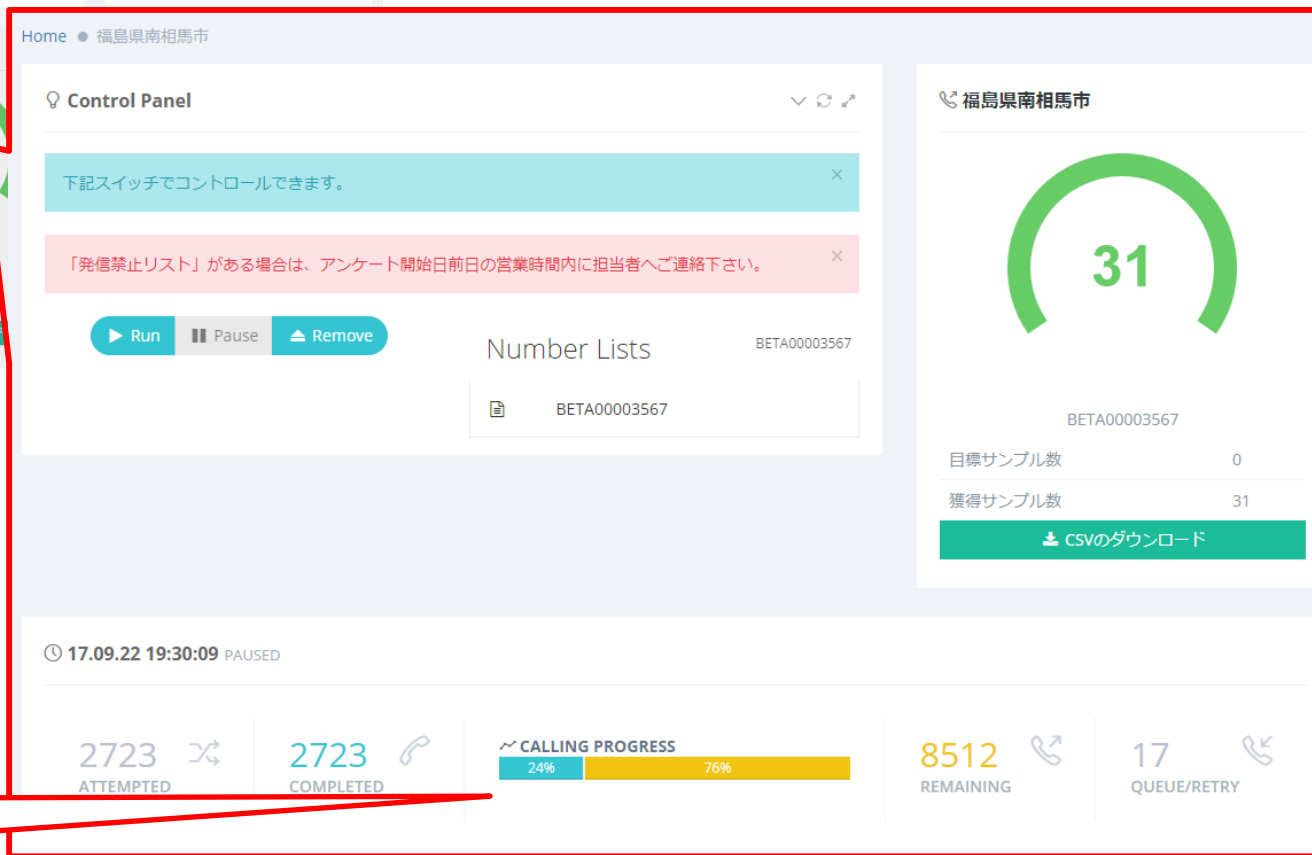 Home ● 福島県南相馬市
Control Panel
下記スイッチでコントロールできます。
×
「発信禁止リスト」がある場合は、アンケート開始日前日の営業時間内に担当者へご連絡下さい。
×
Run Pause Remove
Number Lists BETA00003567
BETA00003567
福島県南相馬市
31
BETA00003567
目標サンプル数 0
獲得サンプル数 31
CSVのダウンロード
17.09.22 19:30:09 PAUSED
2723
ATTEMPTED
2723
COMPLETED
CALLING PROGRESS
24% 76%
8512
REMAINING
17
QUEUE/RETRY